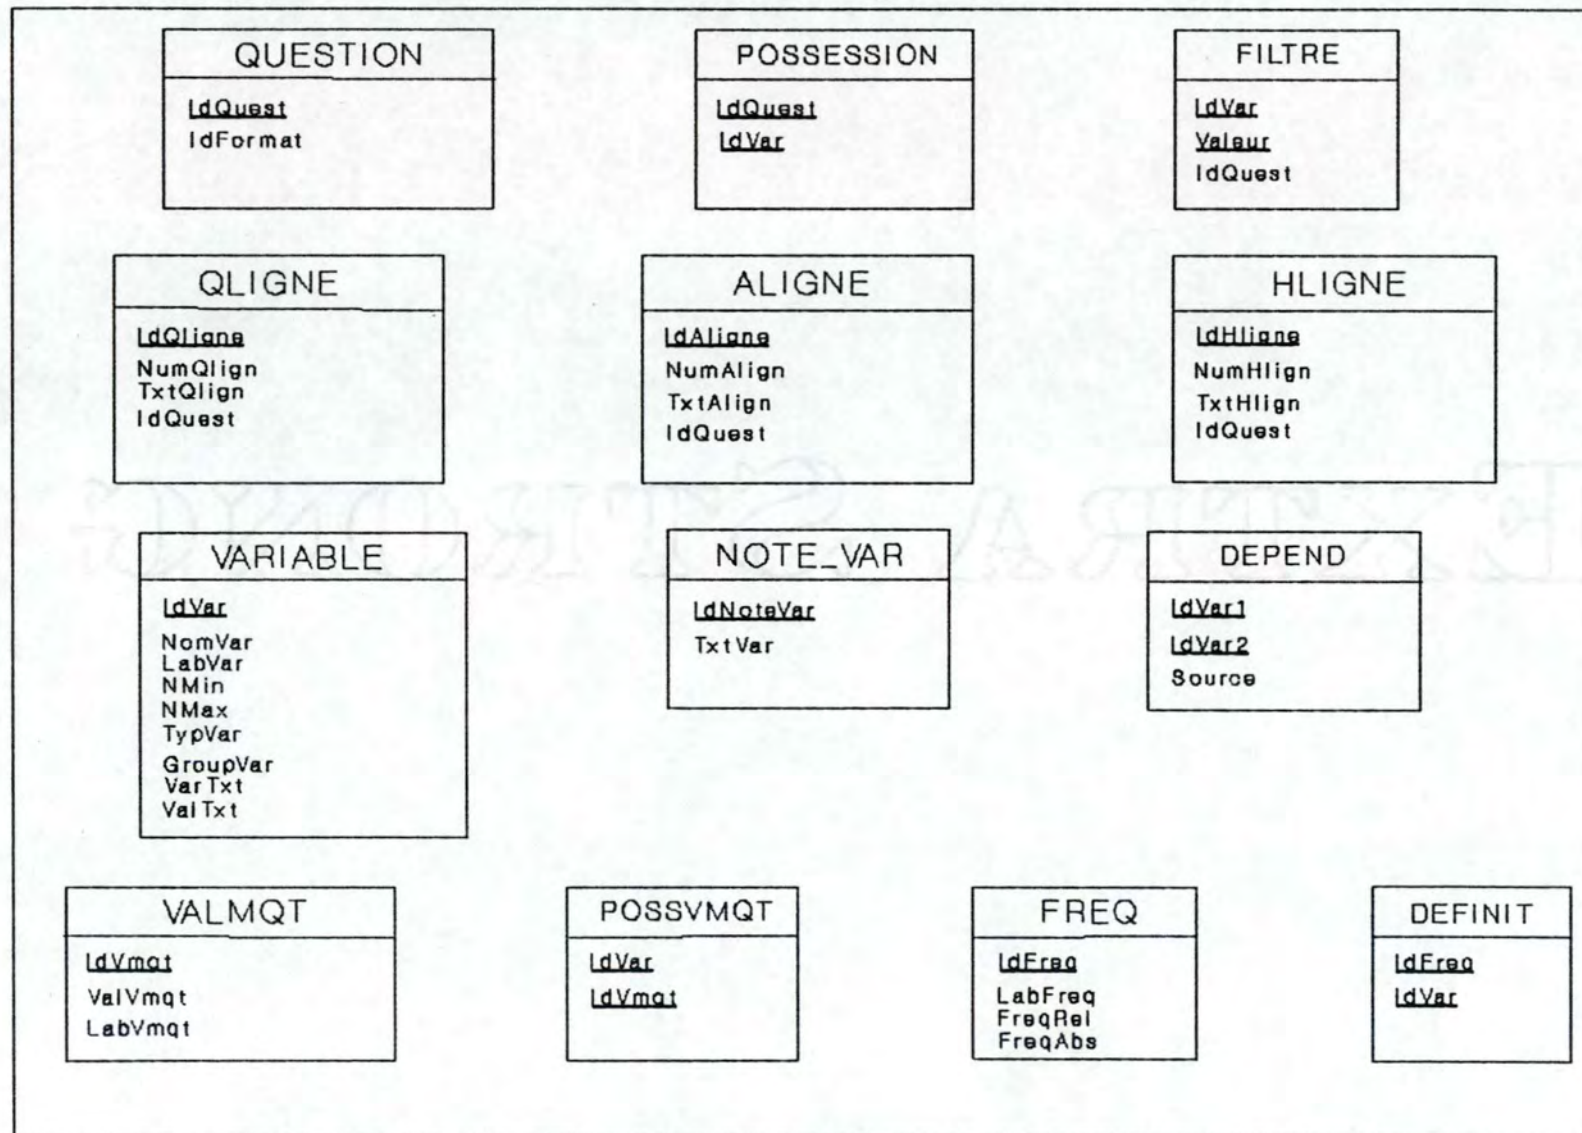 QUESTION
IdQuest
IdFormat
POSSESSION
IdQuest
IdVar
FILTRE
IdVar
Valeur
IdQuest
QLIGNE
IdQligne
NumQlign
TxtQlign
IdQuest
ALIGNE
IdAligne
NumAlign
TxtAlign
IdQuest
HLIGNE
IdHligne
NumHlign
TxtHlign
IdQuest
VARIABLE
IdVar
NomVar
LabVar
NMin
NMax
TypVar
GroupVar
VarTxt
ValTxt
NOTE_VAR
IdNoteVar
TxtVar
DEPEND
IdVar1
IdVar2
Source
VALMQT
IdVmqt
ValVmqt
LabVmqt
POSSVMQT
IdVar
IdVmqt
FREQ
IdFreq
LabFreq
FreqRel
FreqAbs
DEFINIT
IdFreq
IdVar